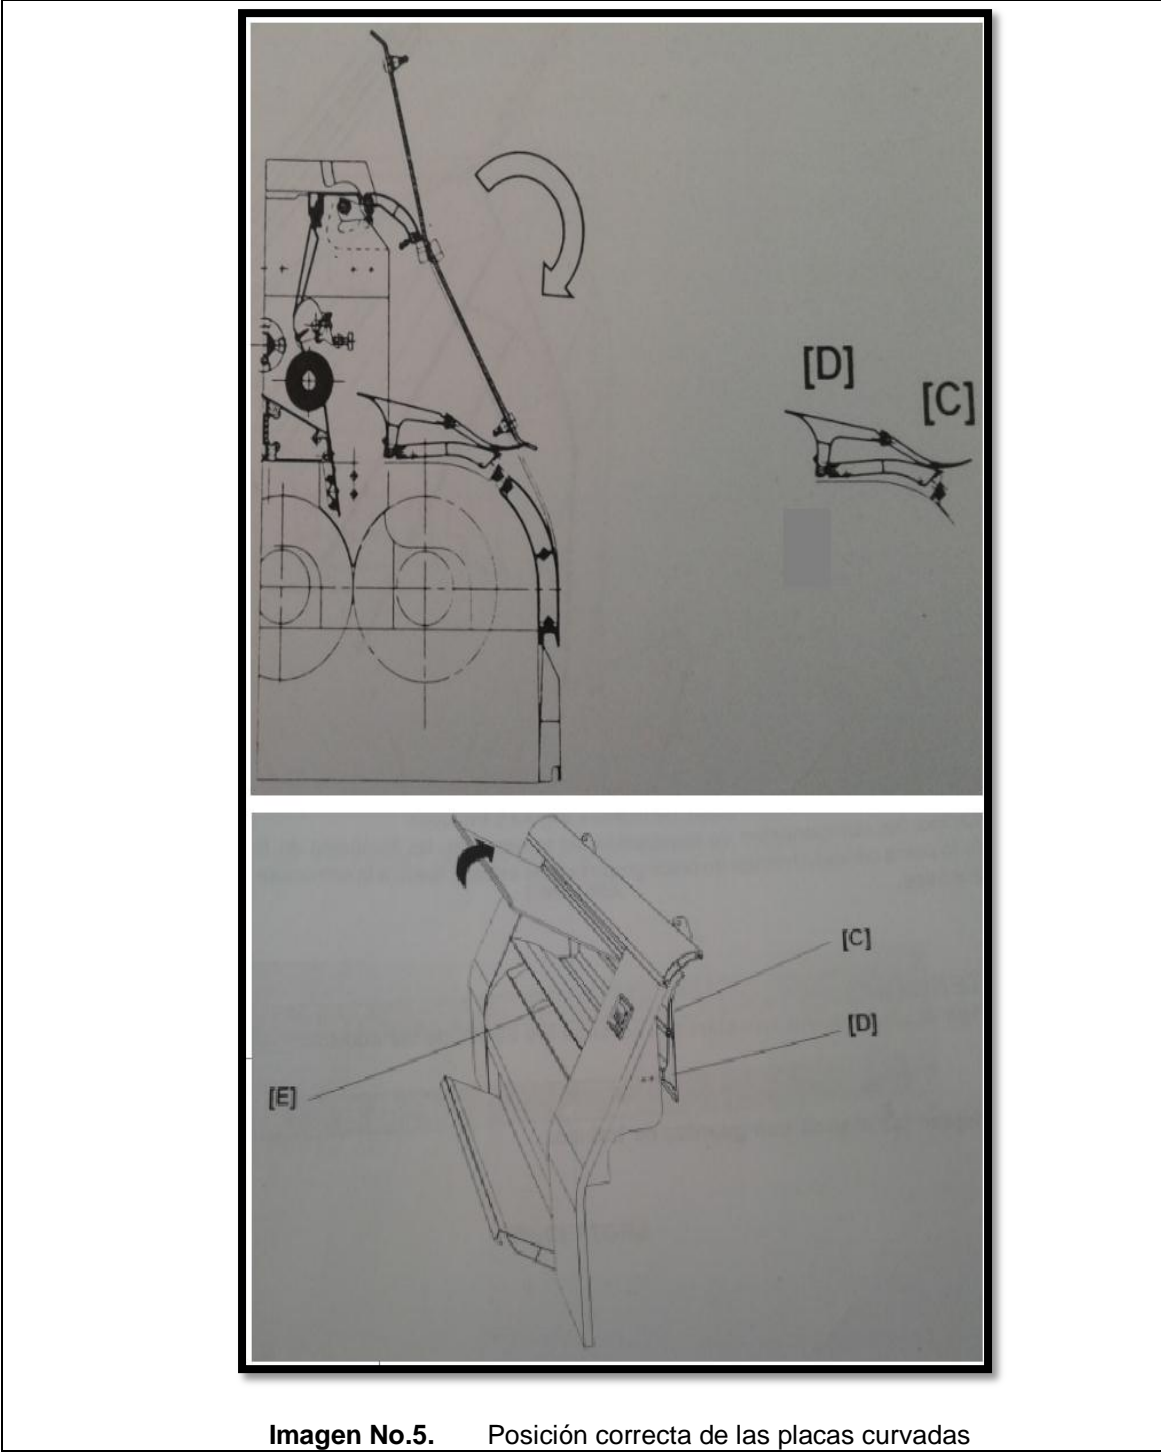 [D]
[C]
[C]
[D]
[E]
Imagen No.5. Posición correcta de las placas curvadas